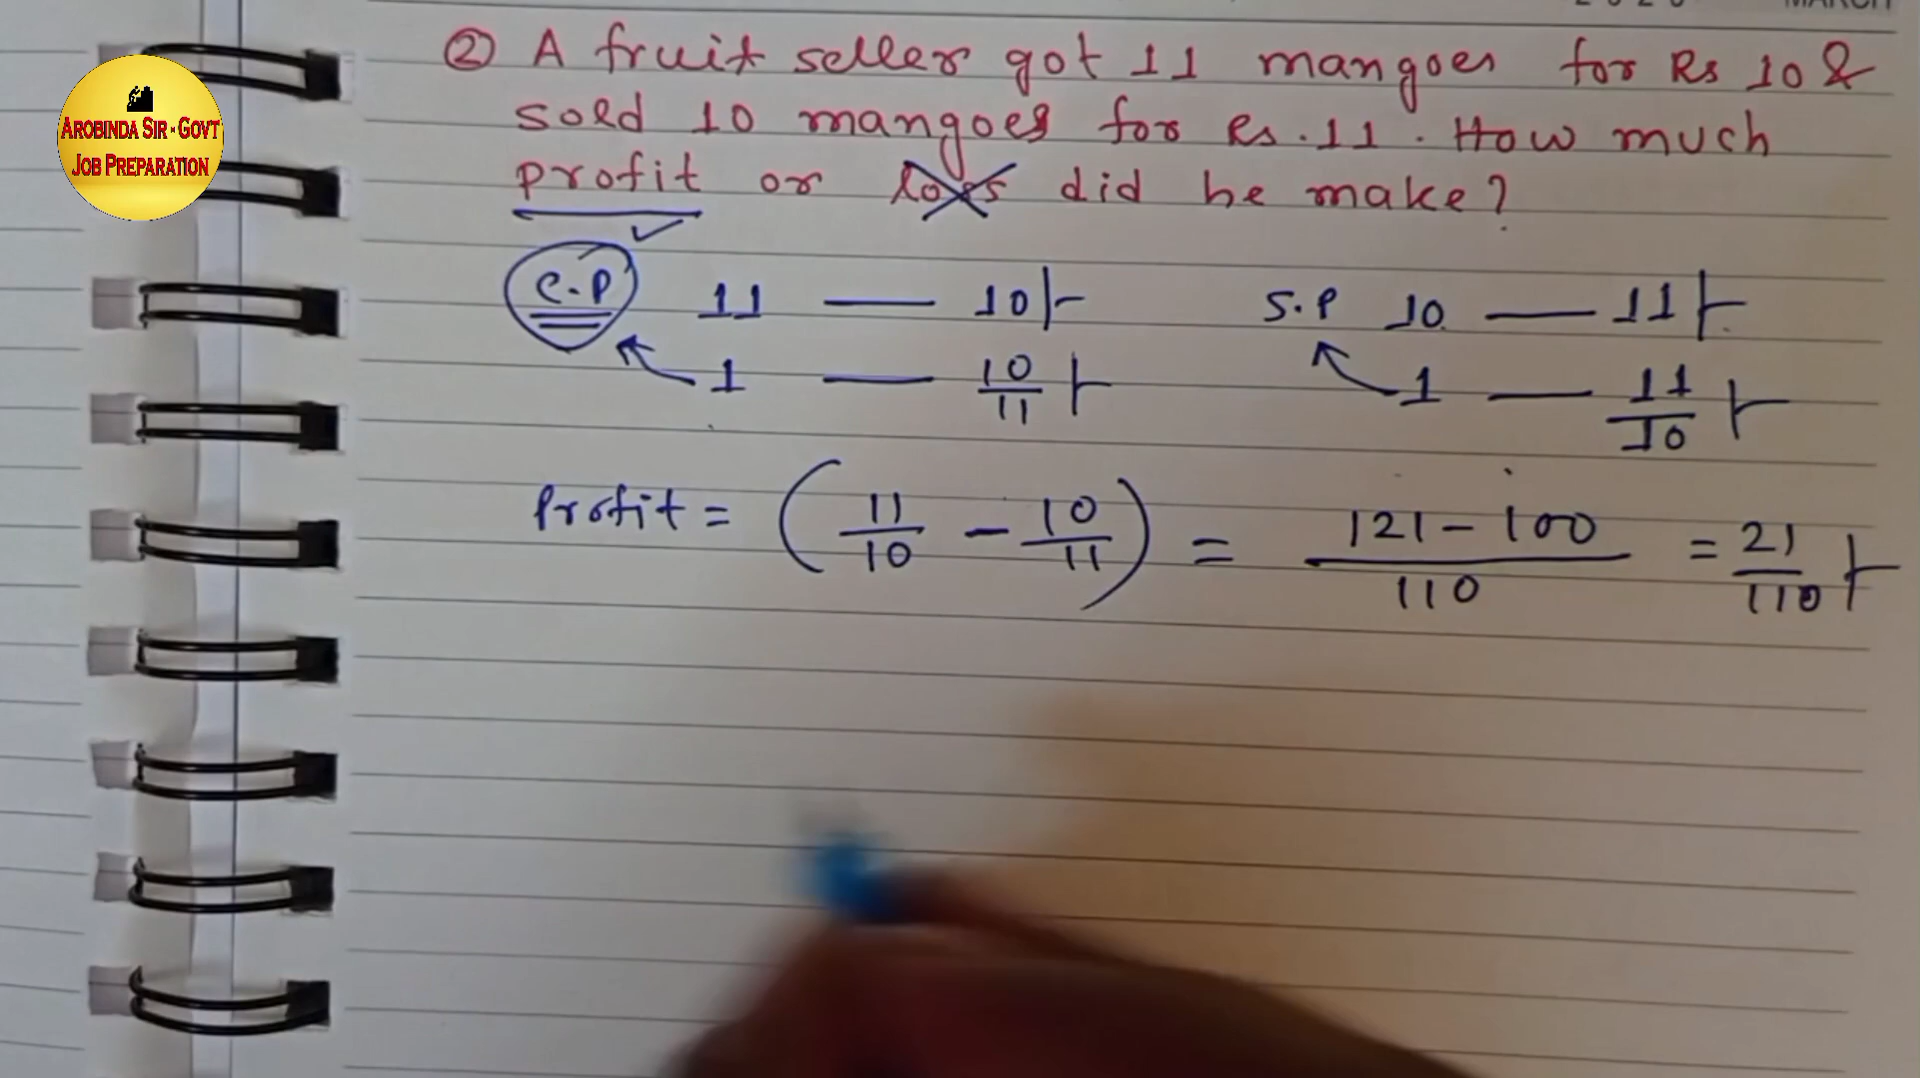 ② A fruit seller got 11 mangoes for Rs 10 &
sold 10 mangoes for Rs. 11. How much
profit or loss did he make?
C.P 11 — 10/-
1 — 10/11 /-
S.P 10 — 11/-
1 — 11/10 /-
Profit = (11/10 - 10/11) = 121 - 100/110 = 21/110 /-
AROBINDA SIR - GOVT
JOB PREPARATION